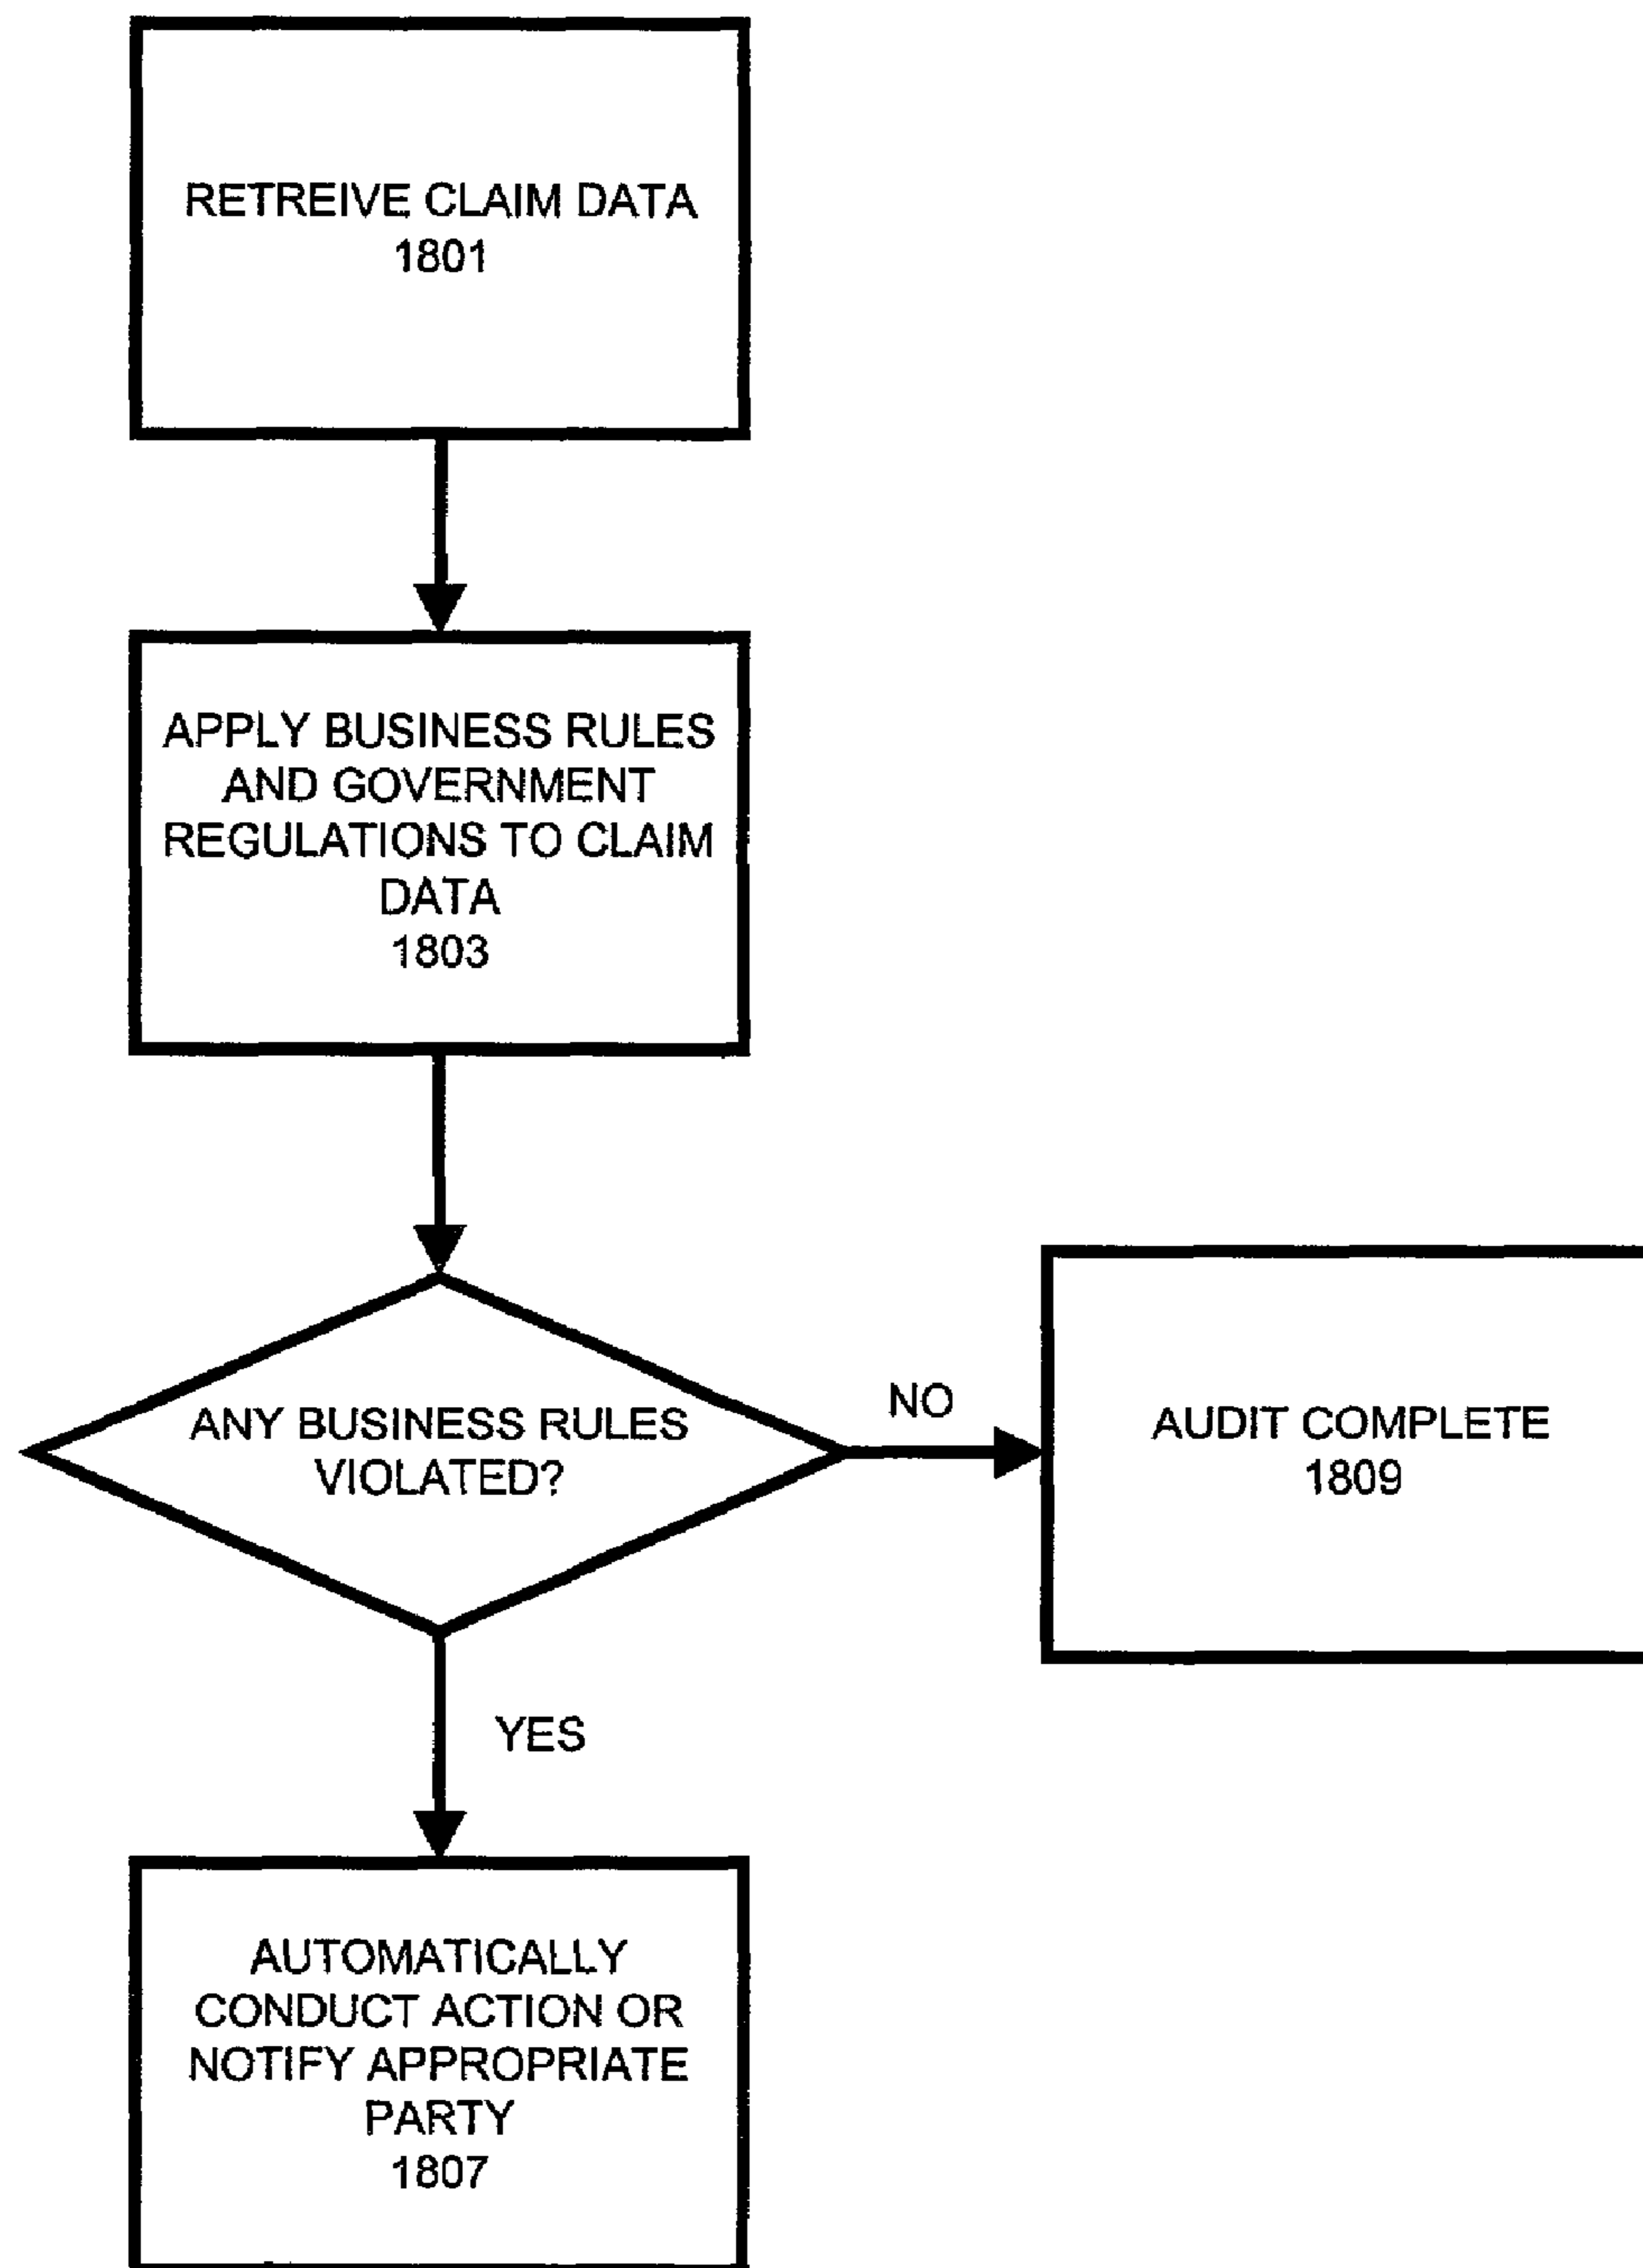 RETREIVE CLAIM DATA
1801
APPLY BUSINESS RULES
AND GOVERNMENT
REGULATIONS TO CLAIM
DATA
1803
ANY BUSINESS RULES
VIOLATED?
NO
AUDIT COMPLETE
1809
YES
AUTOMATICALLY
CONDUCT ACTION OR
NOTIFY APPROPRIATE
PARTY
1807